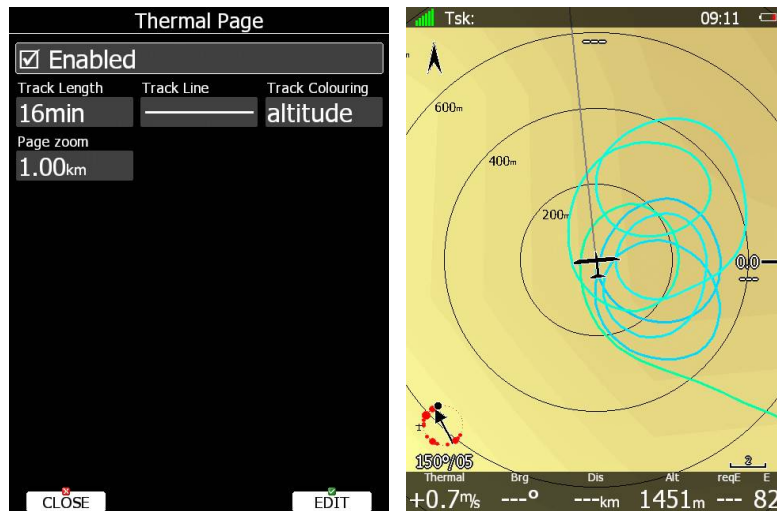 Thermal Page
Enabled
Track Length Track Line Track Colouring
16min altitude
Page zoom
1.00km
CLOSE EDIT
Tsk: 09:11
---
600m
400m
200m
0.0
---
150°/05
2
Thermal Brg Dis Alt reqE E
+0.7m/s ---° ---km 1451m --- 82